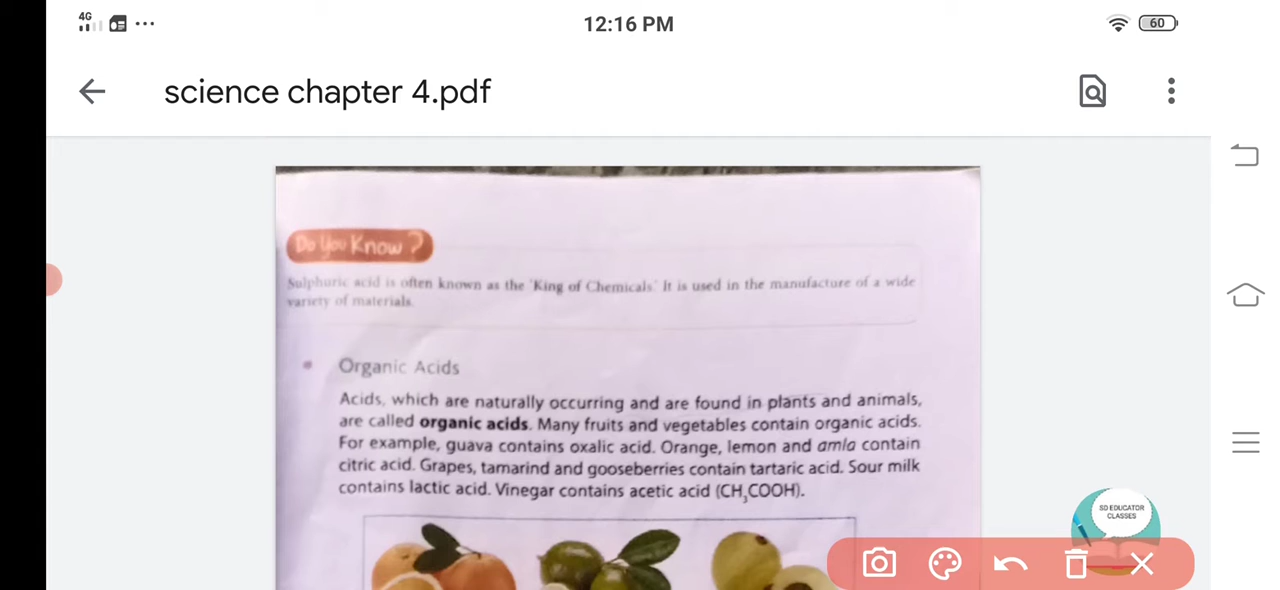 4G
12:16 PM
60
science chapter 4.pdf
Do You Know?
Sulphuric acid is often known as the 'King of Chemicals.' It is used in the manufacture of a wide
variety of materials.
• Organic Acids
Acids, which are naturally occurring and are found in plants and animals,
are called organic acids. Many fruits and vegetables contain organic acids.
For example, guava contains oxalic acid. Orange, lemon and amla contain
citric acid. Grapes, tamarind and gooseberries contain tartaric acid. Sour milk
contains lactic acid. Vinegar contains acetic acid (CH₃COOH).
SD EDUCATOR
CLASSES